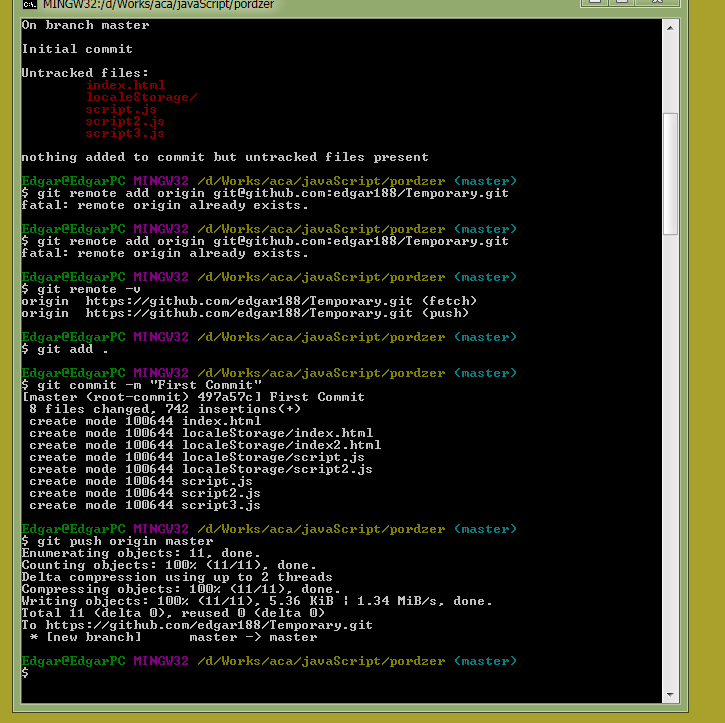 MINGW32:/d/Works/aca/javaScript/pordzer
On branch master
Initial commit
Untracked files:
index.html
localeStorage/
script.js
script2.js
script3.js
nothing added to commit but untracked files present
Edgar@EdgarPC MINGW32 /d/Works/aca/javaScript/pordzer (master)
$ git remote add origin git@github.com:edgar188/Temporary.git
fatal: remote origin already exists.
Edgar@EdgarPC MINGW32 /d/Works/aca/javaScript/pordzer (master)
$ git remote add origin git@github.com:edgar188/Temporary.git
fatal: remote origin already exists.
Edgar@EdgarPC MINGW32 /d/Works/aca/javaScript/pordzer (master)
$ git remote -v
origin  https://github.com/edgar188/Temporary.git (fetch)
origin  https://github.com/edgar188/Temporary.git (push)
Edgar@EdgarPC MINGW32 /d/Works/aca/javaScript/pordzer (master)
$ git add .
Edgar@EdgarPC MINGW32 /d/Works/aca/javaScript/pordzer (master)
$ git commit -m "First Commit"
[master (root-commit) 497a57c] First Commit
8 files changed, 742 insertions(+)
create mode 100644 index.html
create mode 100644 localeStorage/index.html
create mode 100644 localeStorage/index2.html
create mode 100644 localeStorage/script.js
create mode 100644 localeStorage/script2.js
create mode 100644 script.js
create mode 100644 script2.js
create mode 100644 script3.js
Edgar@EdgarPC MINGW32 /d/Works/aca/javaScript/pordzer (master)
$ git push origin master
Enumerating objects: 11, done.
Counting objects: 100% (11/11), done.
Delta compression using up to 2 threads
Compressing objects: 100% (11/11), done.
Writing objects: 100% (11/11), 5.36 KiB ¦ 1.34 MiB/s, done.
Total 11 (delta 0), reused 0 (delta 0)
To https://github.com/edgar188/Temporary.git
* [new branch]      master -> master
Edgar@EdgarPC MINGW32 /d/Works/aca/javaScript/pordzer (master)
$